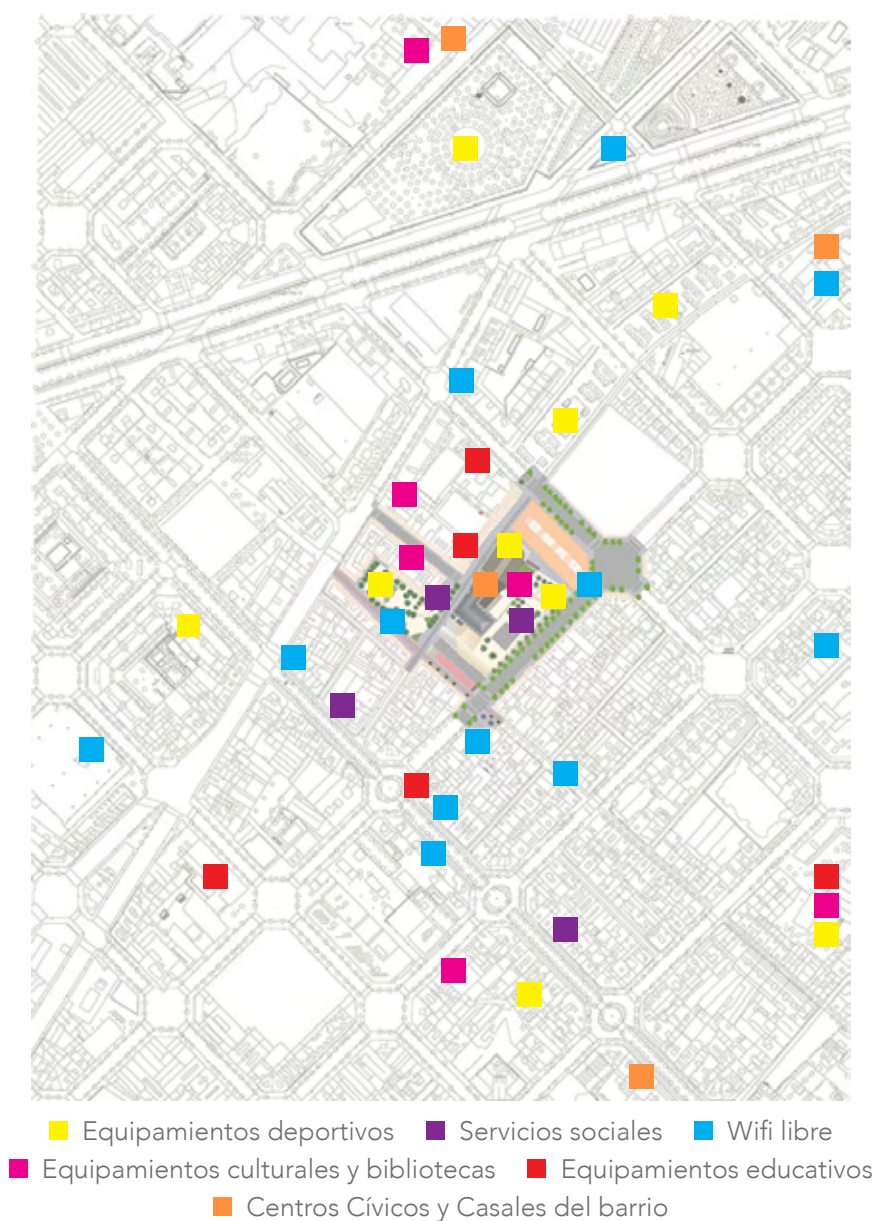 Equipamientos deportivos Servicios sociales Wifi libre
Equipamientos culturales y bibliotecas Equipamientos educativos
Centros Cívicos y Casales del barrio